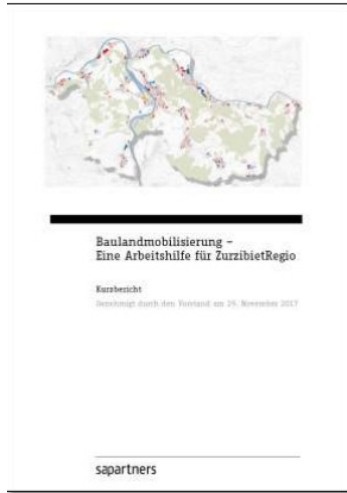 Baulandmobilisierung –
Eine Arbeitshilfe für ZurzibietRegio
Kurzbericht
Genehmigt durch den Vorstand am 29. November 2017
sapartners